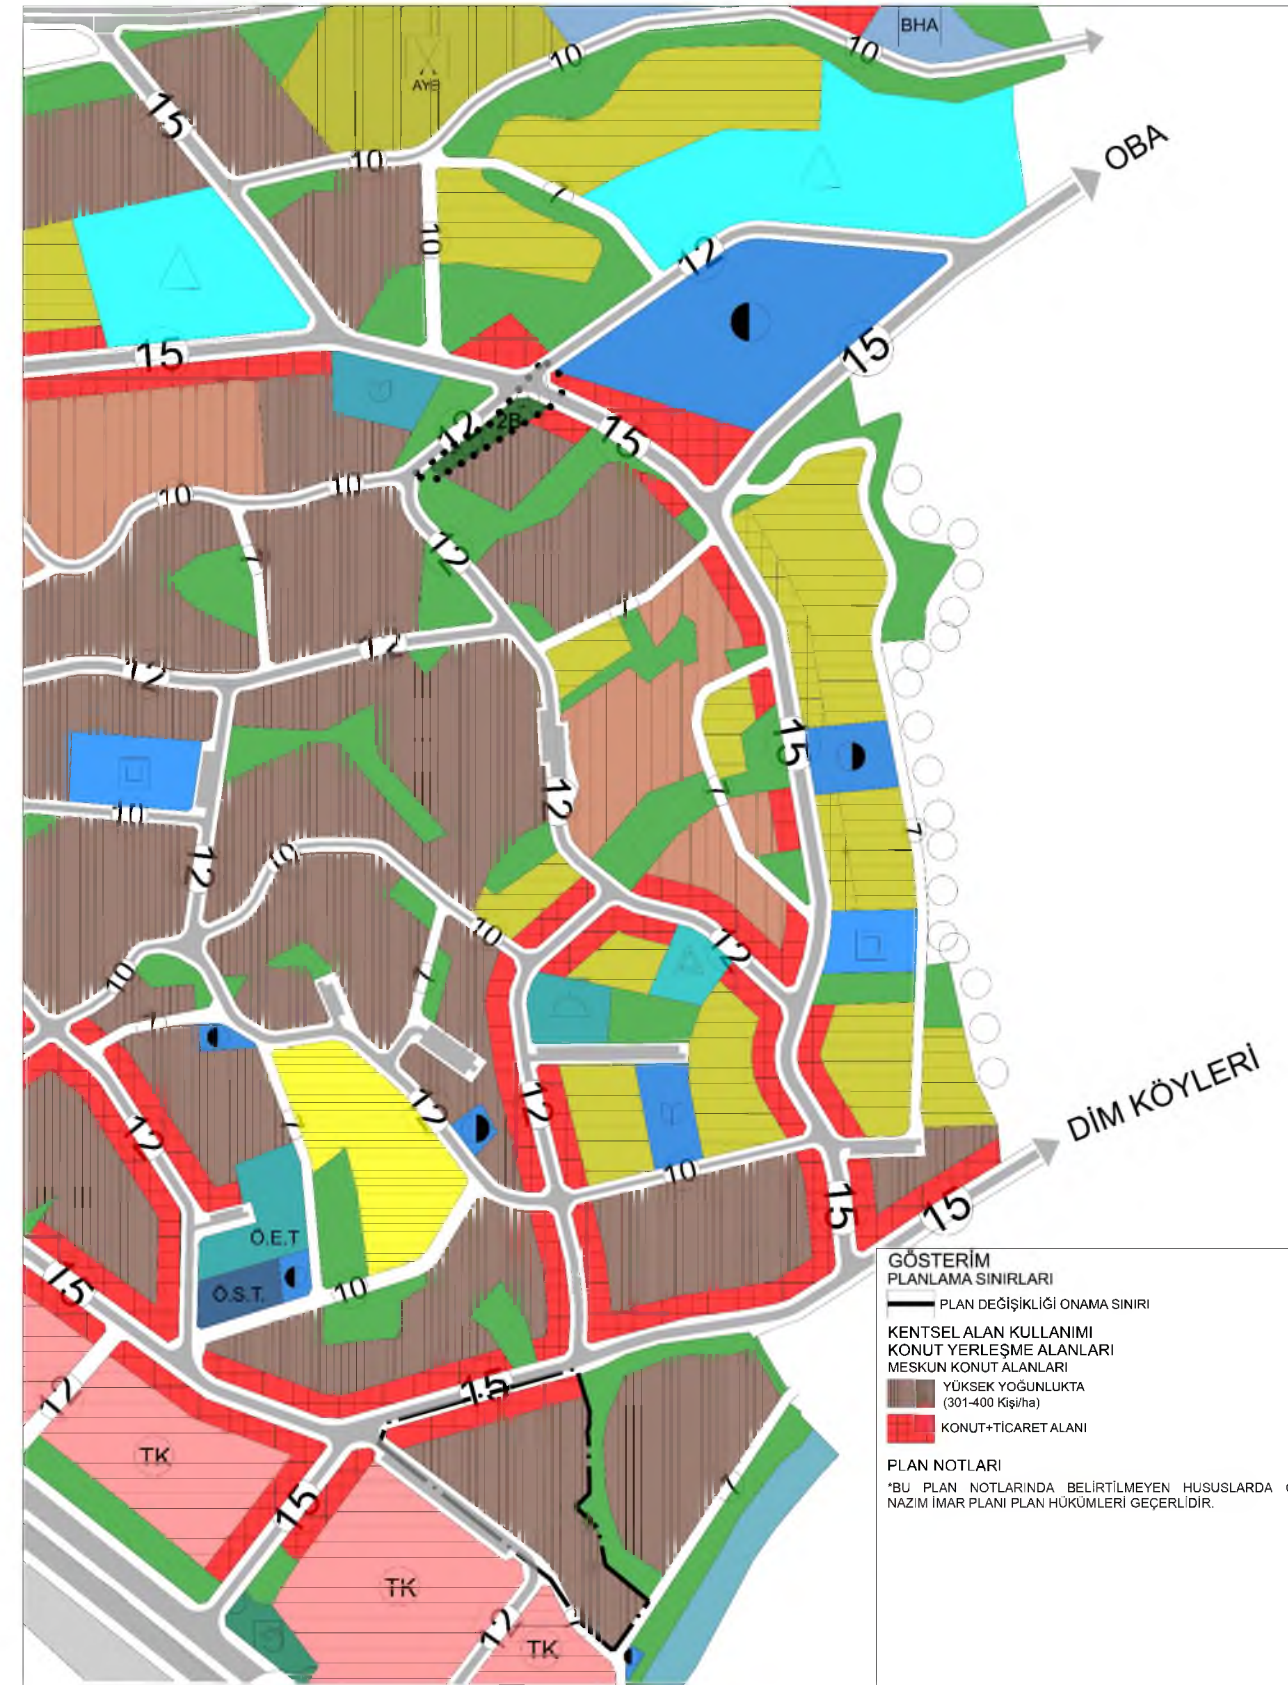 BHA
10
10
AYB
15
OBA
10
7
10
12
15
15
12
2B
15
10
10
12
7
7
12
12
15
12
7
10
7
12
10
10
12
10
7
7
12
12
7
12
10
15
DİM KÖYLERİ
15
Ö.E.T
Ö.S.T.
10
15
12
15
TK
15
7
TK
12
TK
7
GÖSTERİM
PLANLAMA SINIRLARI
PLAN DEĞİŞİKLİĞİ ONAMA SINIRI
KENTSEL ALAN KULLANIMI
KONUT YERLEŞME ALANLARI
MESKUN KONUT ALANLARI
YÜKSEK YOĞUNLUKTA
(301-400 Kişi/ha)
KONUT+TİCARET ALANI
PLAN NOTLARI
*BU PLAN NOTLARINDA BELİRTİLMEYEN HUSUSLARDA
NAZIM İMAR PLANI PLAN HÜKÜMLERİ GEÇERLİDİR.